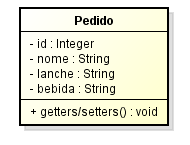 Pedido
- id : Integer
- nome : String
- lanche : String
- bebida : String
+ getters/setters() : void